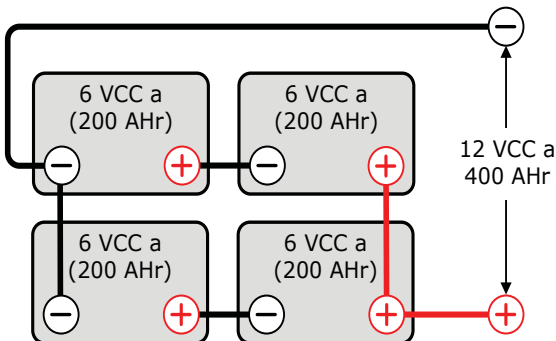 −
6 VCC a
(200 AHr)
6 VCC a
(200 AHr)
− + − +
12 VCC a
400 AHr
6 VCC a
(200 AHr)
6 VCC a
(200 AHr)
− + − + +